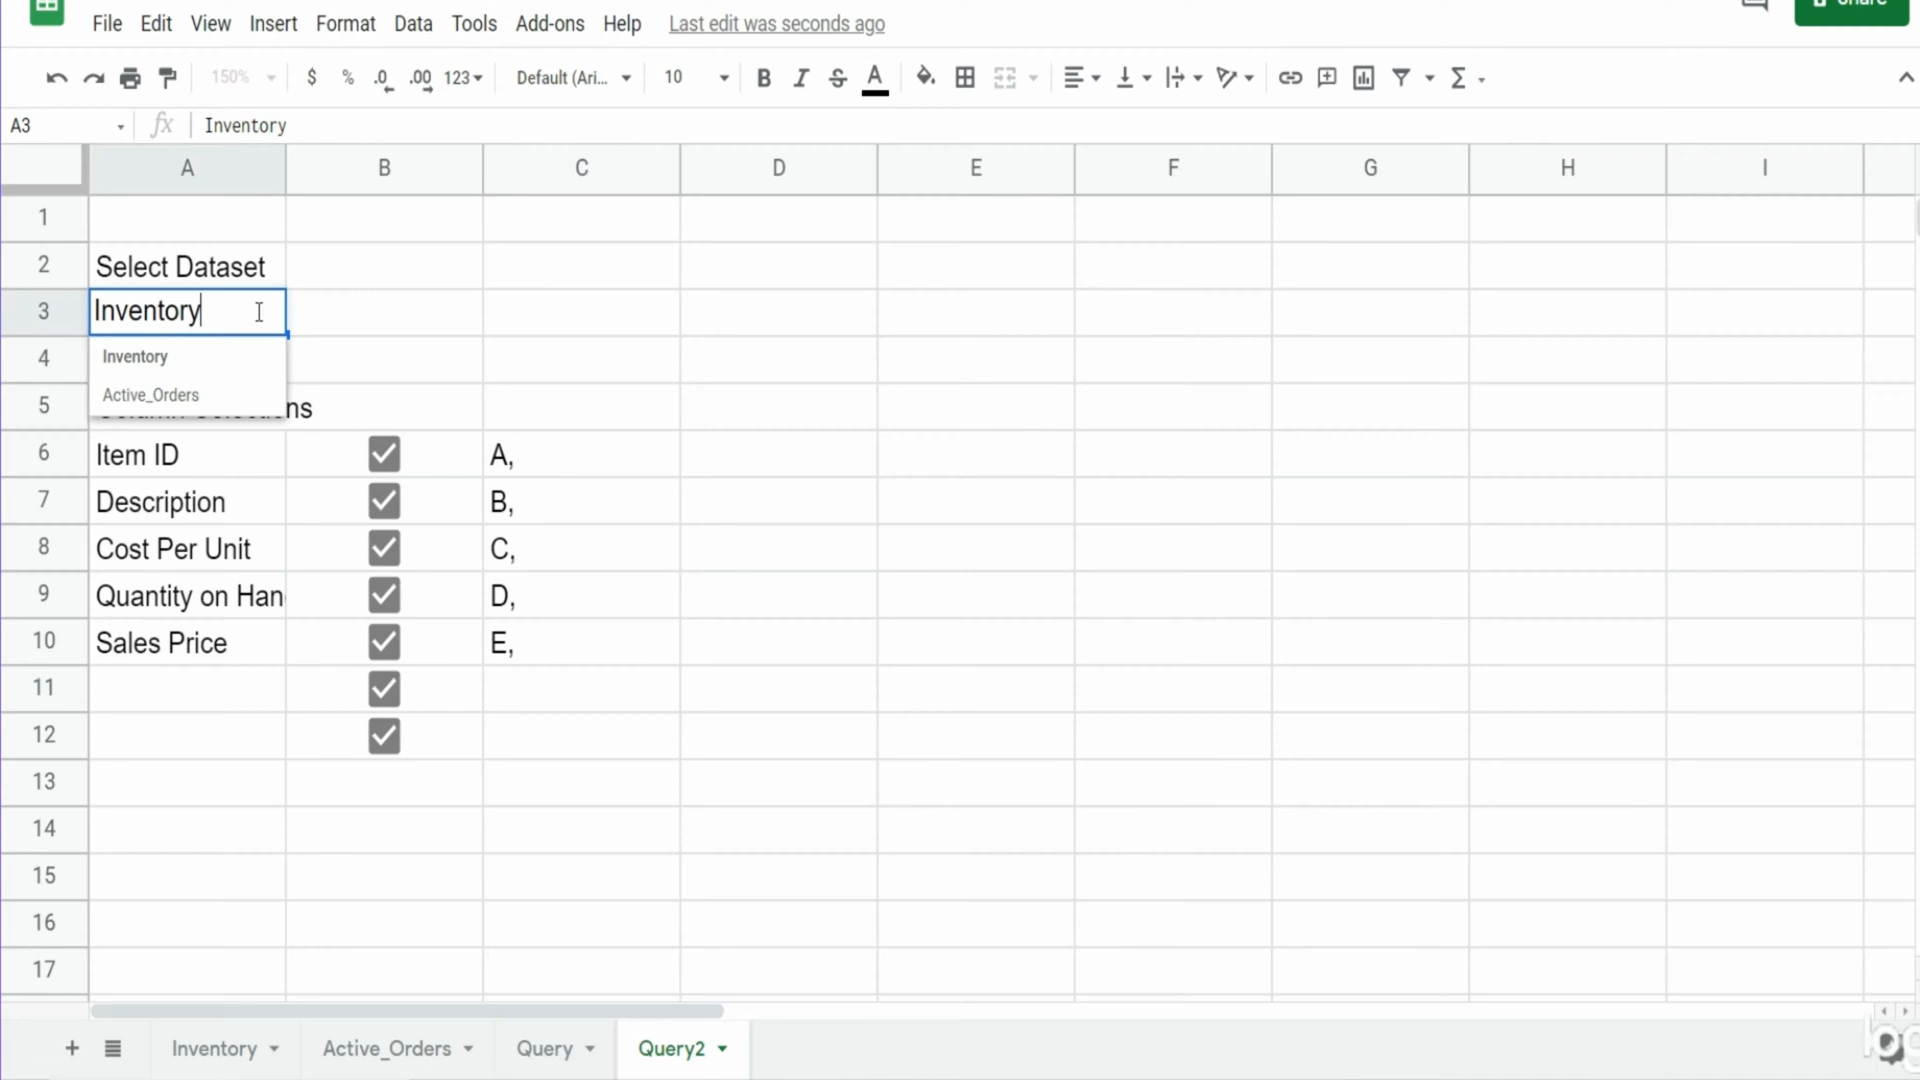 Share
File Edit View Insert Format Data Tools Add-ons Help Last edit was seconds ago
150% $ % .0 .00 123 Default (Ari... 10 B I S A Σ
A3 fx Inventory
A B C D E F G H I
1
2 Select Dataset
3 Inventory
4 Inventory
Active_Orders
5 ns
6 Item ID A,
7 Description B,
8 Cost Per Unit C,
9 Quantity on Han
10 Sales Price E,
D,
11
12
13
14
15
16
17
+ Inventory Active_Orders Query Query2